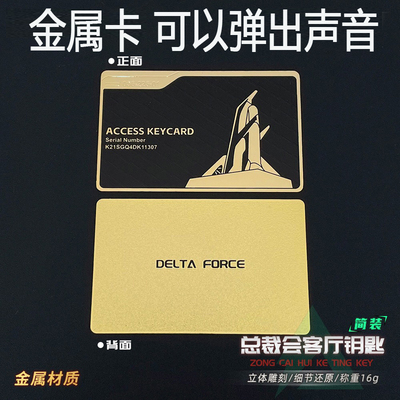 金属卡 可以弹出声音
正面
ACCESS KEYCARD
Serial Number
K21SGQ4DK11307
DELTA FORCE
背面
简装
总裁会客厅钥匙
ZONG CAI HUI KE TING KEY
金属材质
立体雕刻/细节还原/称重16g